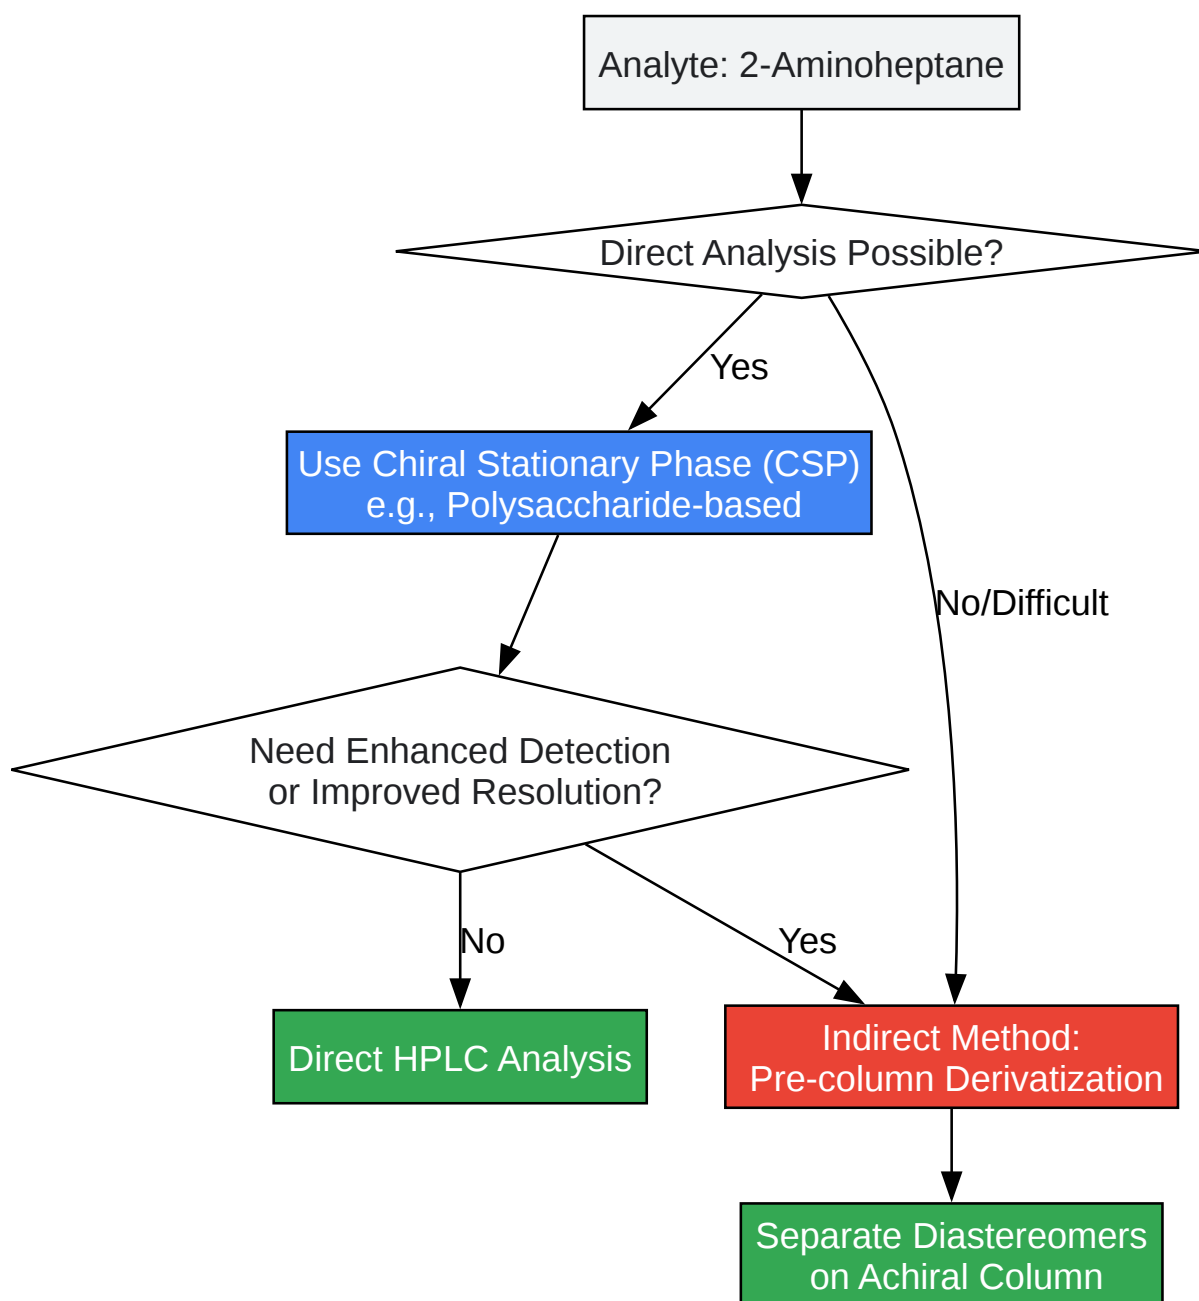 Analyte: 2-Aminoheptane
Direct Analysis Possible?
Yes
Use Chiral Stationary Phase (CSP)
e.g., Polysaccharide-based
No/Difficult
Need Enhanced Detection
or Improved Resolution?
No
Yes
Direct HPLC Analysis
Indirect Method:
Pre-column Derivatization
Separate Diastereomers
on Achiral Column